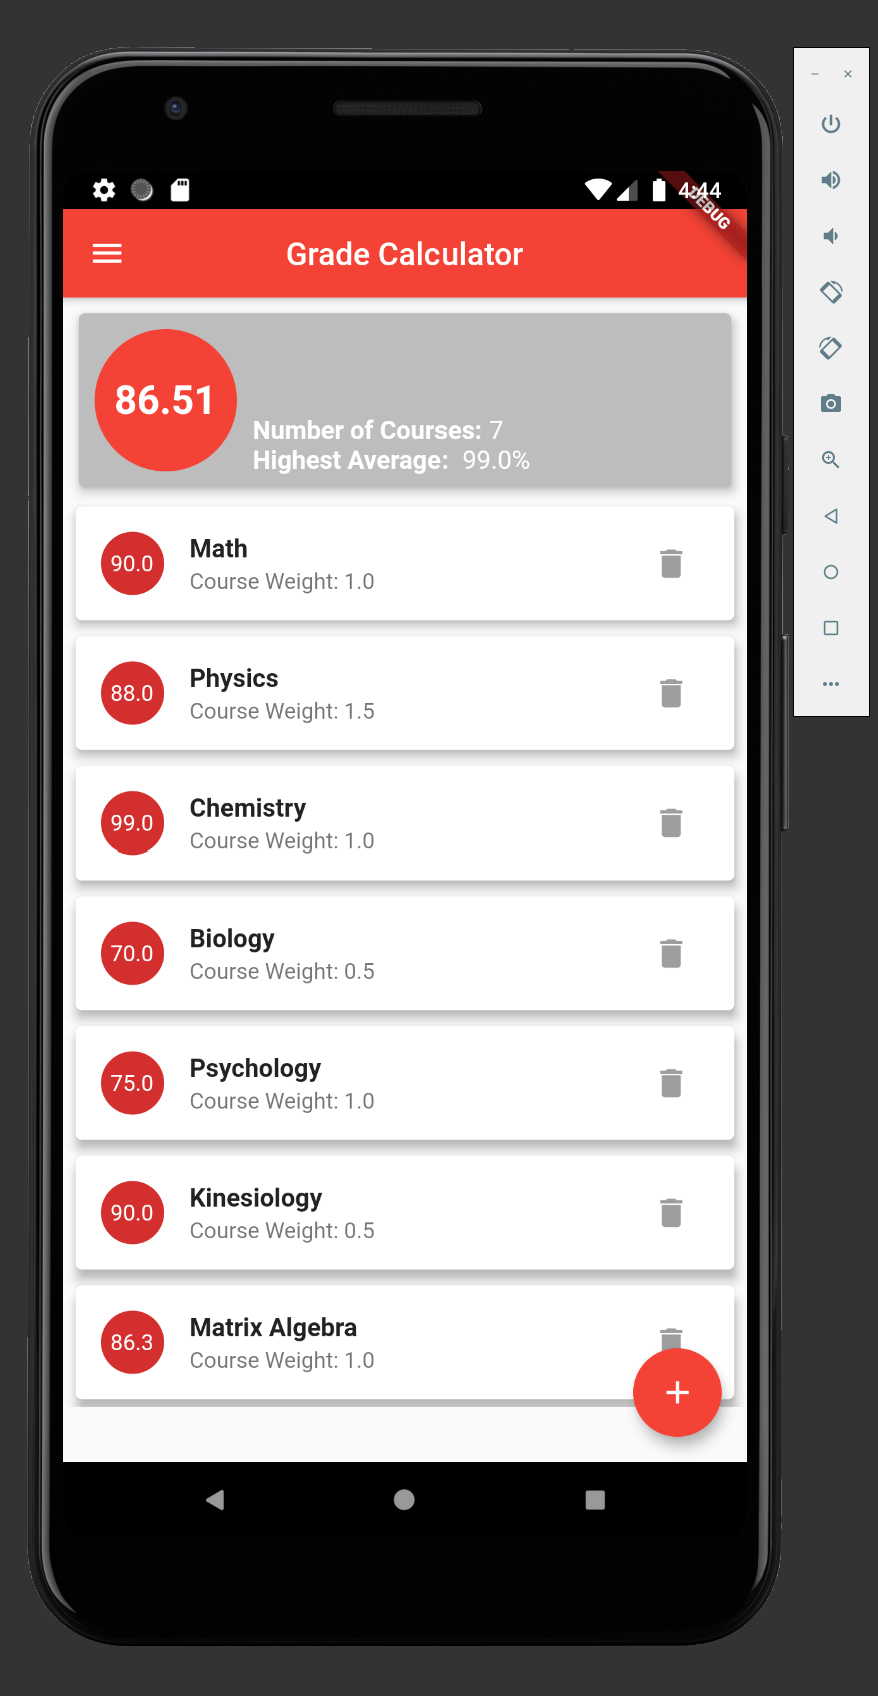 4:44
DEBUG
Grade Calculator
86.51
Number of Courses: 7
Highest Average: 99.0%
90.0
Math
Course Weight: 1.0
88.0
Physics
Course Weight: 1.5
99.0
Chemistry
Course Weight: 1.0
70.0
Biology
Course Weight: 0.5
75.0
Psychology
Course Weight: 1.0
90.0
Kinesiology
Course Weight: 0.5
86.3
Matrix Algebra
Course Weight: 1.0